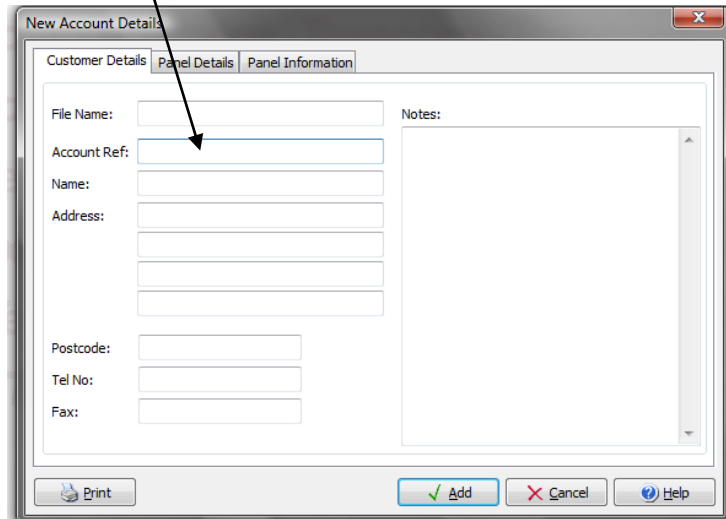 New Account Details
Customer Details Panel Details Panel Information
File Name:
Notes:
Account Ref:
Name:
Address:
Postcode:
Tel No:
Fax:
Print Add Cancel Help